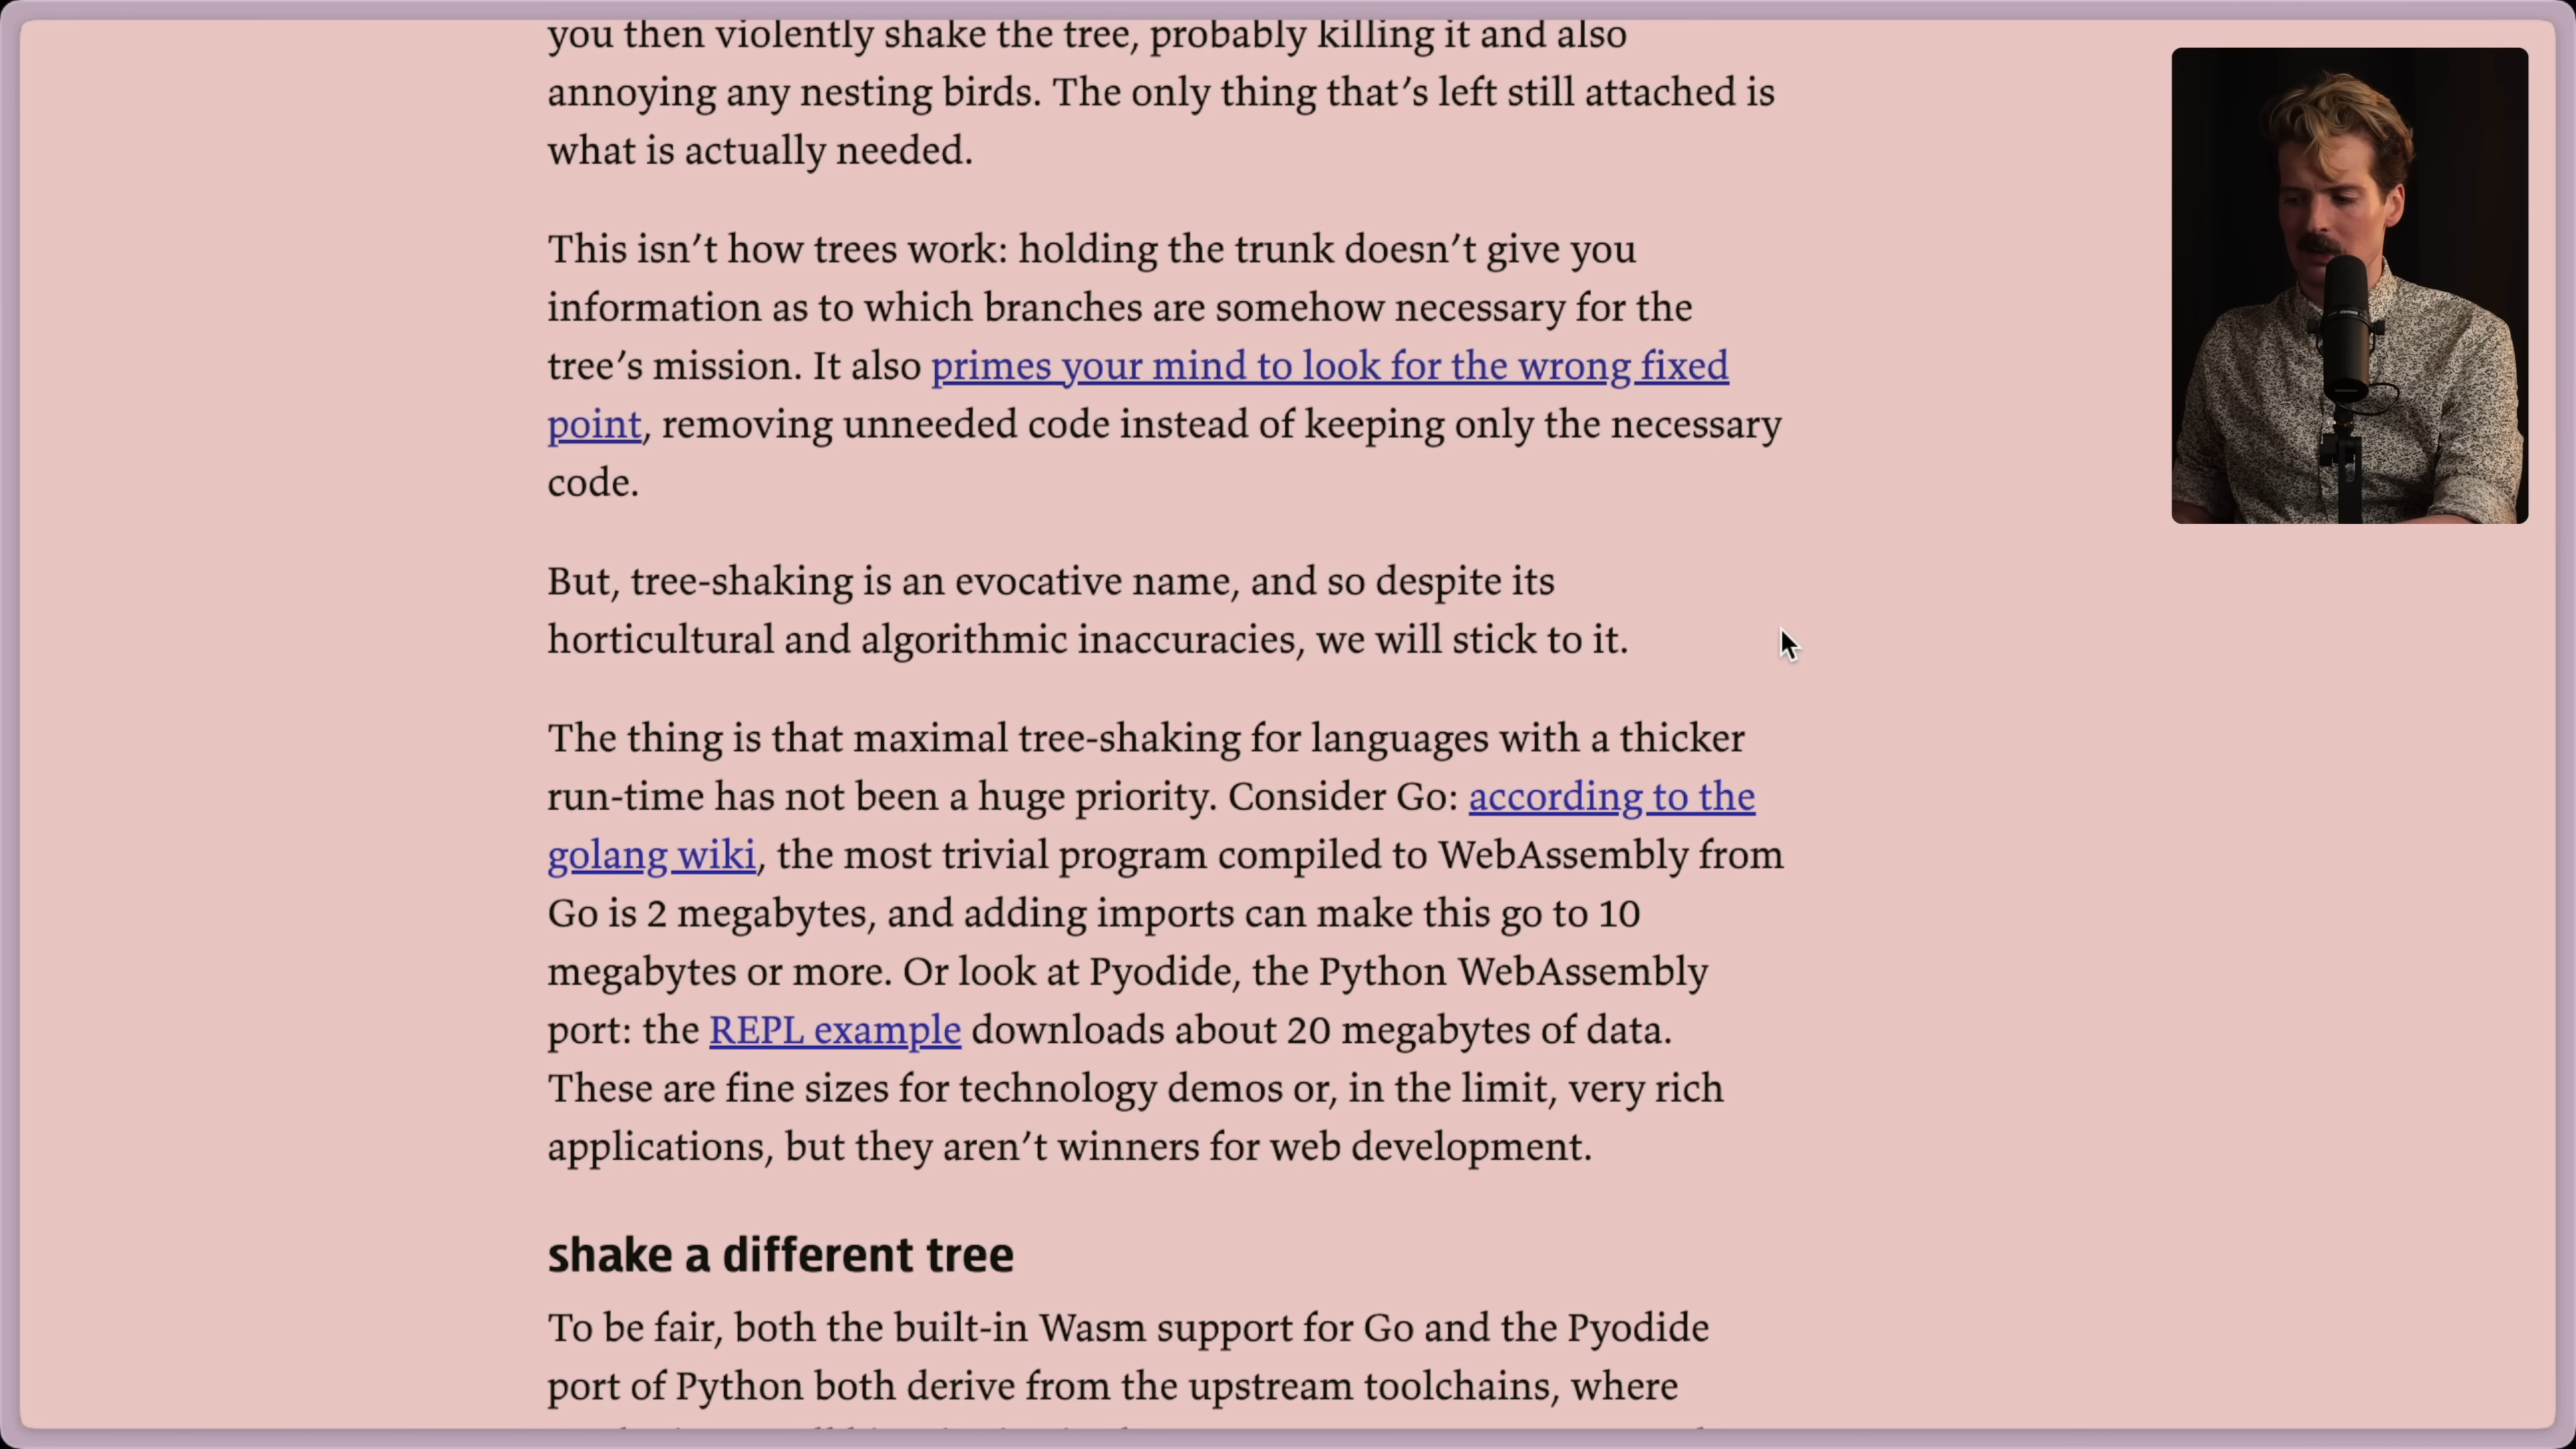 you then violently shake the tree, probably killing it and also
annoying any nesting birds. The only thing that’s left still attached is
what is actually needed.
This isn’t how trees work: holding the trunk doesn’t give you
information as to which branches are somehow necessary for the
tree’s mission. It also primes your mind to look for the wrong fixed
point, removing unneeded code instead of keeping only the necessary
code.
But, tree-shaking is an evocative name, and so despite its
horticultural and algorithmic inaccuracies, we will stick to it.
The thing is that maximal tree-shaking for languages with a thicker
run-time has not been a huge priority. Consider Go: according to the
golang wiki, the most trivial program compiled to WebAssembly from
Go is 2 megabytes, and adding imports can make this go to 10
megabytes or more. Or look at Pyodide, the Python WebAssembly
port: the REPL example downloads about 20 megabytes of data.
These are fine sizes for technology demos or, in the limit, very rich
applications, but they aren’t winners for web development.
shake a different tree
To be fair, both the built-in Wasm support for Go and the Pyodide
port of Python both derive from the upstream toolchains, where